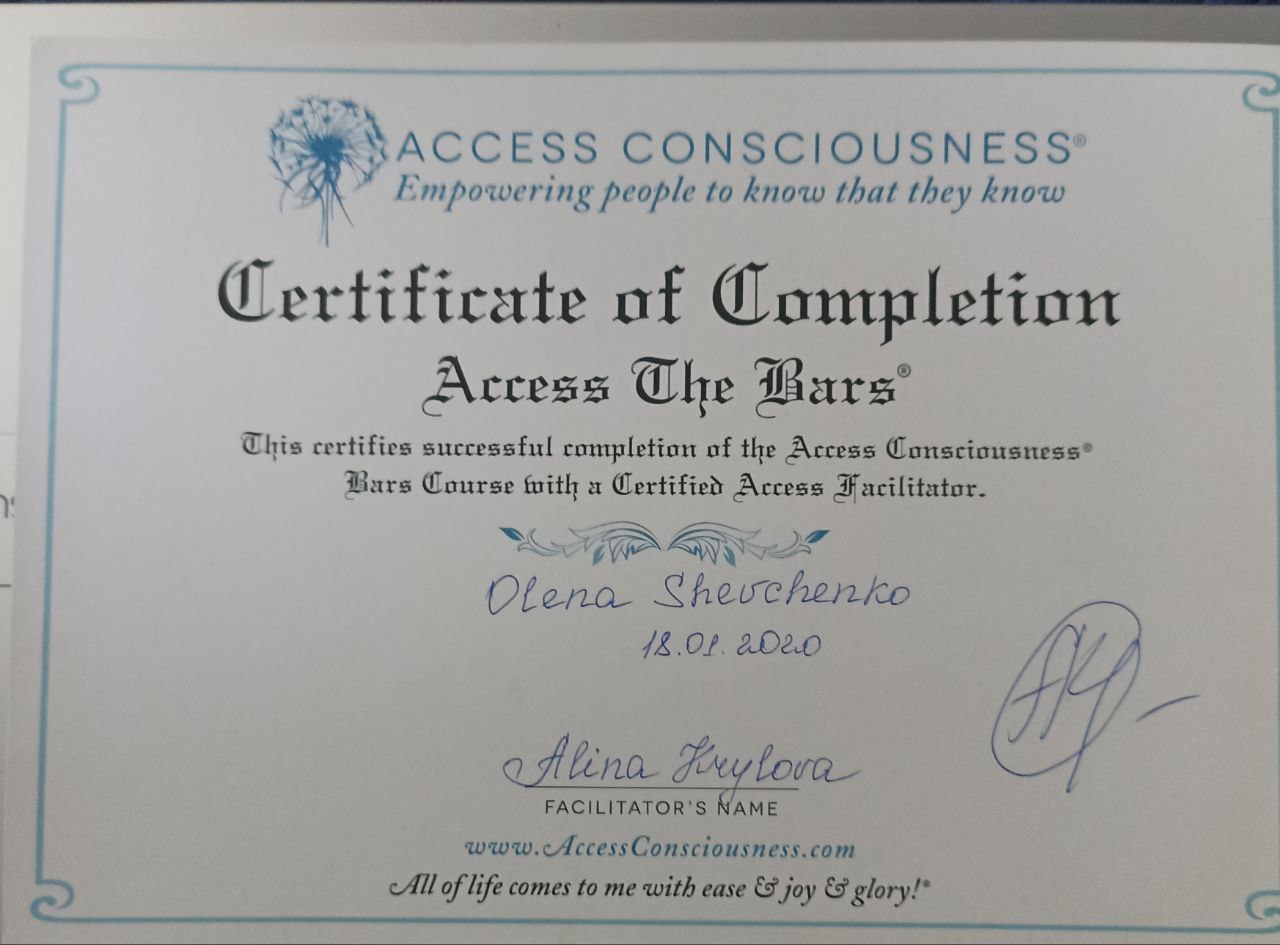 ACCESS CONSCIOUSNESS®
Empowering people to know that they know
Certificate of Completion
Access The Bars®
This certifies successful completion of the Access Consciousness®
Bars Course with a Certified Access Facilitator.
Olena Shevchenko
18.01.2020
Alina Krylova
FACILITATOR'S NAME
www.AccessConsciousness.com
All of life comes to me with ease & joy & glory!®